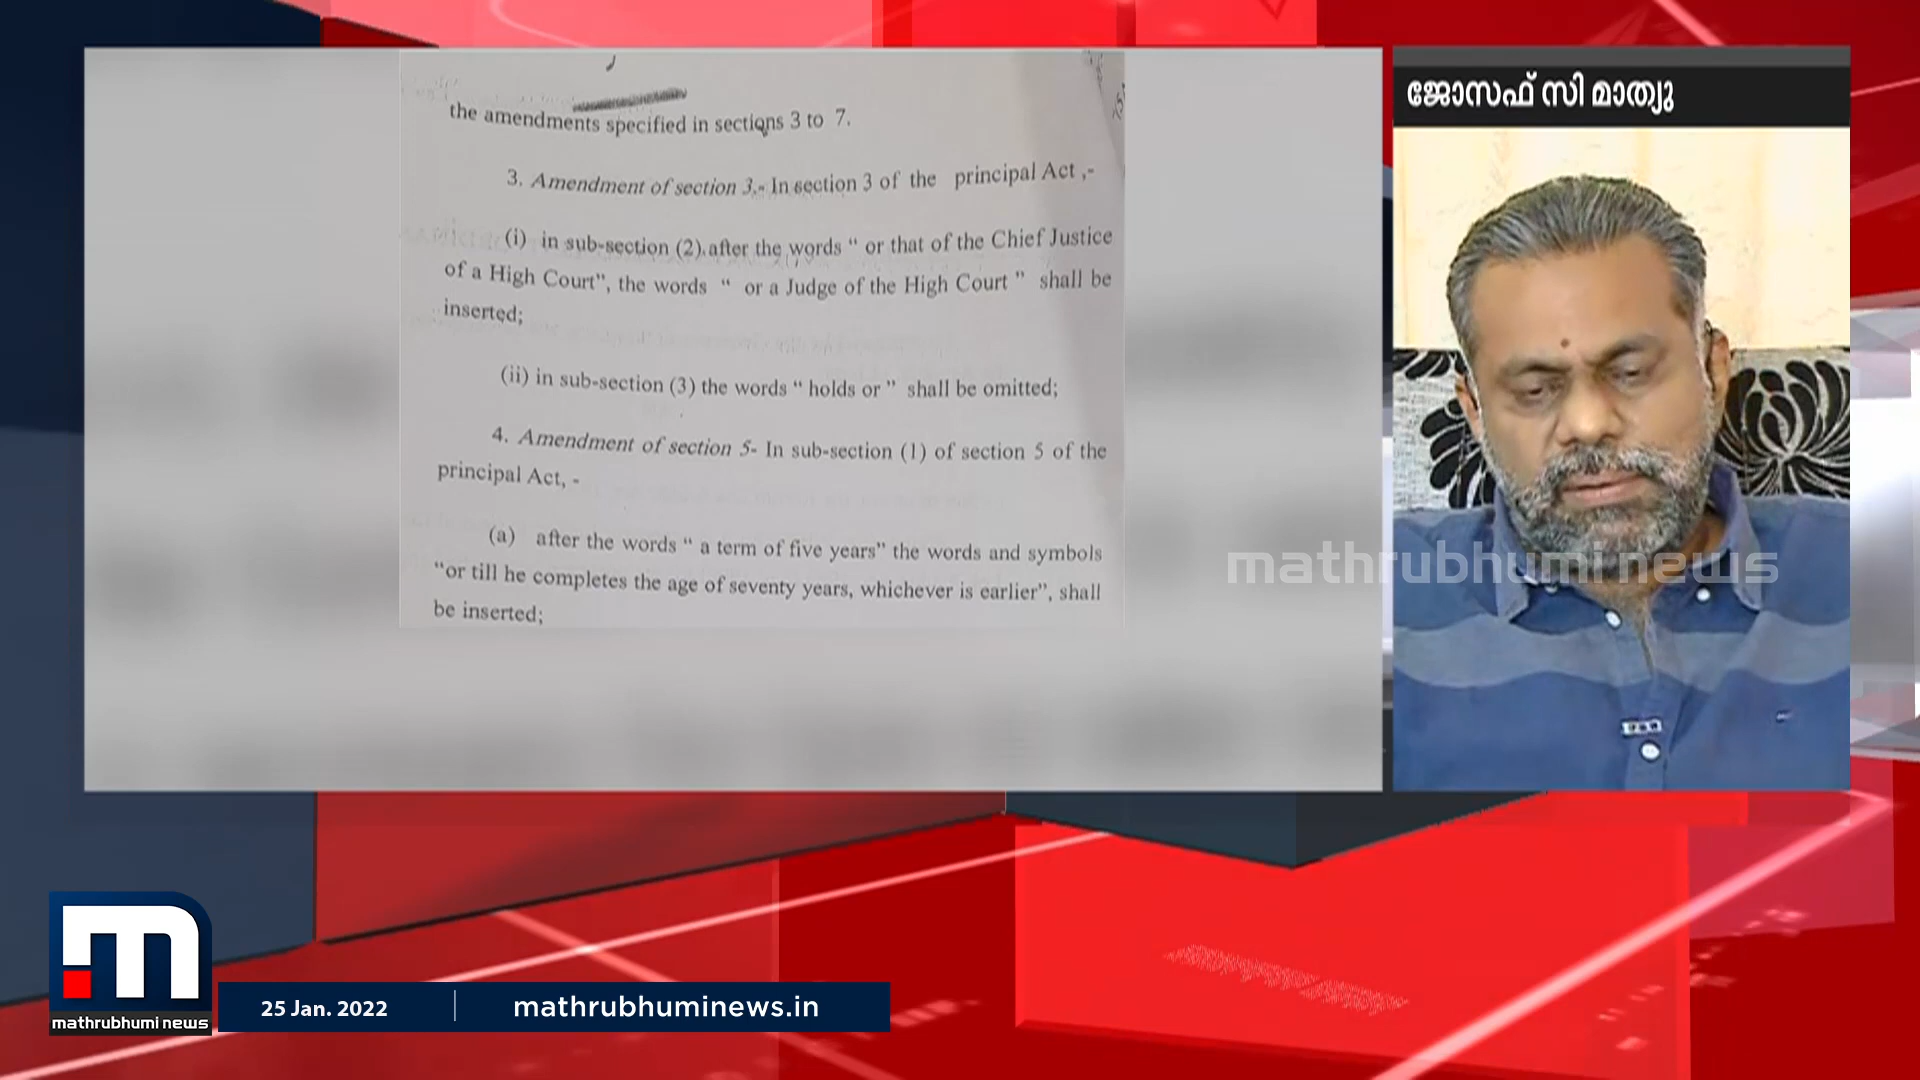 the amendments specified in sections 3 to 7.
3. Amendment of section 3.- In section 3 of the principal Act ,-
(i) in sub-section (2), after the words “ or that of the Chief Justice
of a High Court”, the words “ or a Judge of the High Court ” shall be
inserted;
(ii) in sub-section (3) the words “ holds or ” shall be omitted;
4. Amendment of section 5- In sub-section (1) of section 5 of the
principal Act, -
(a) after the words “ a term of five years” the words and symbols
“or till he completes the age of seventy years, whichever is earlier”, shall
be inserted;
ജോസഫ് സി മാത്യു
mathrubhumi news
mathrubhumi news
25 Jan. 2022
mathrubhuminews.in